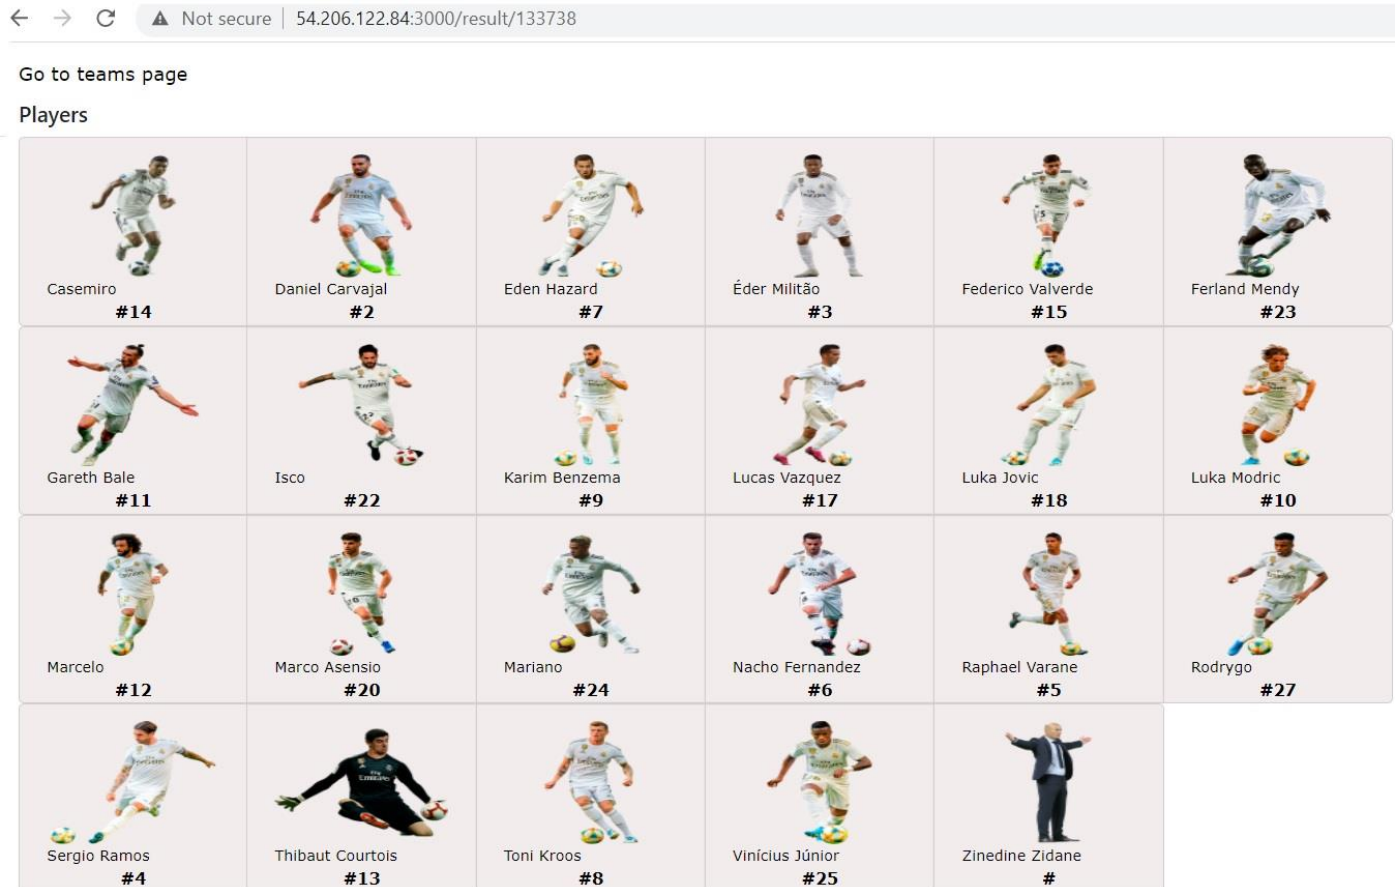 Not secure 54.206.122.84:3000/result/133738
Go to teams page
Players
Casemiro
#14
Daniel Carvajal
#2
Eden Hazard
#7
Éder Militão
#3
Federico Valverde
#15
Ferland Mendy
#23
Gareth Bale
#11
Isco
#22
Karim Benzema
#9
Lucas Vazquez
#17
Luka Jovic
#18
Luka Modric
#10
Marcelo
#12
Marco Asensio
#20
Mariano
#24
Nacho Fernandez
#6
Raphael Varane
#5
Rodrygo
#27
Sergio Ramos
#4
Thibaut Courtois
#13
Toni Kroos
#8
Vinícius Júnior
#25
Zinedine Zidane
#